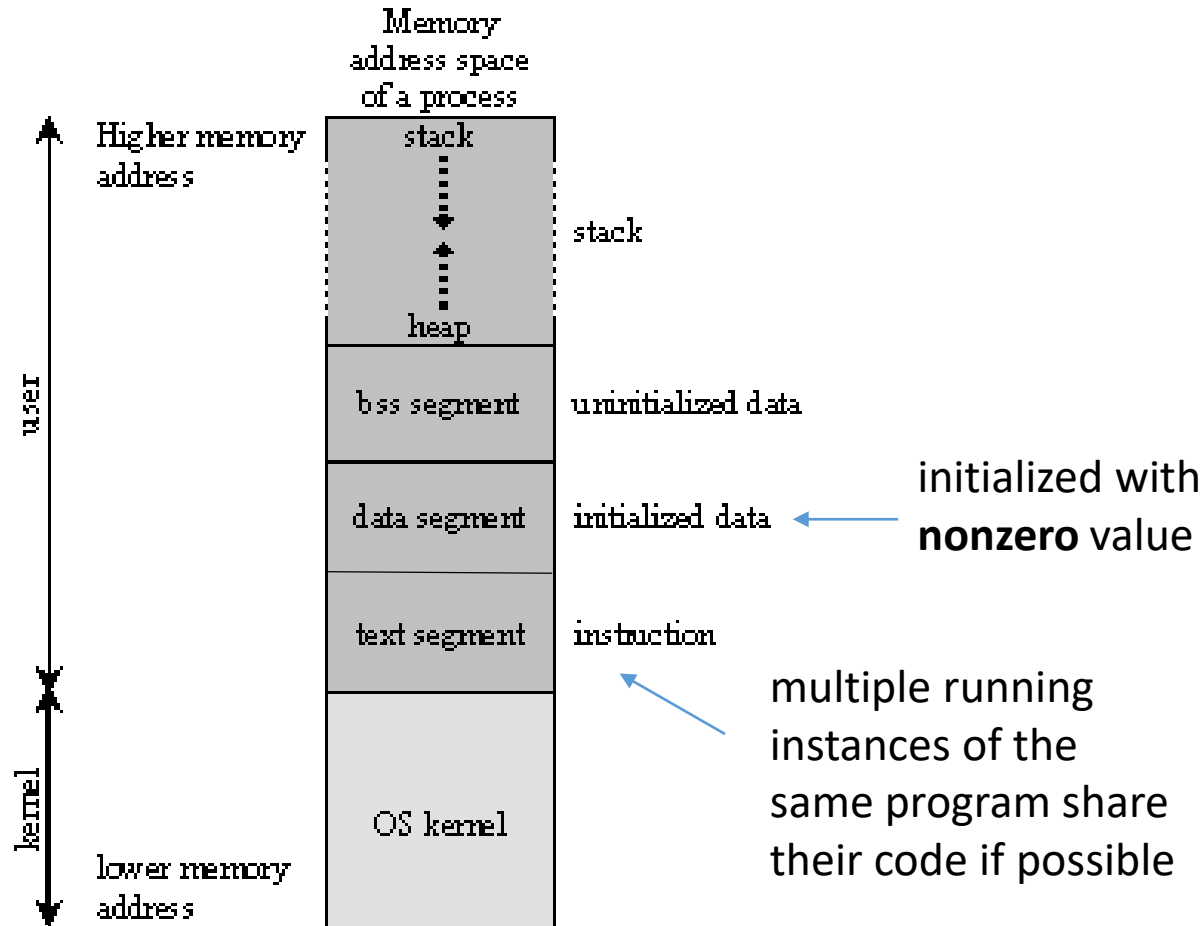 Memory
address space
of a process
Higher memory
address
stack
stack
heap
user
bss segment
uninitialized data
data segment
initialized data
initialized with
nonzero value
text segment
instruction
multiple running
instances of the
same program share
their code if possible
kernel
OS kernel
lower memory
address